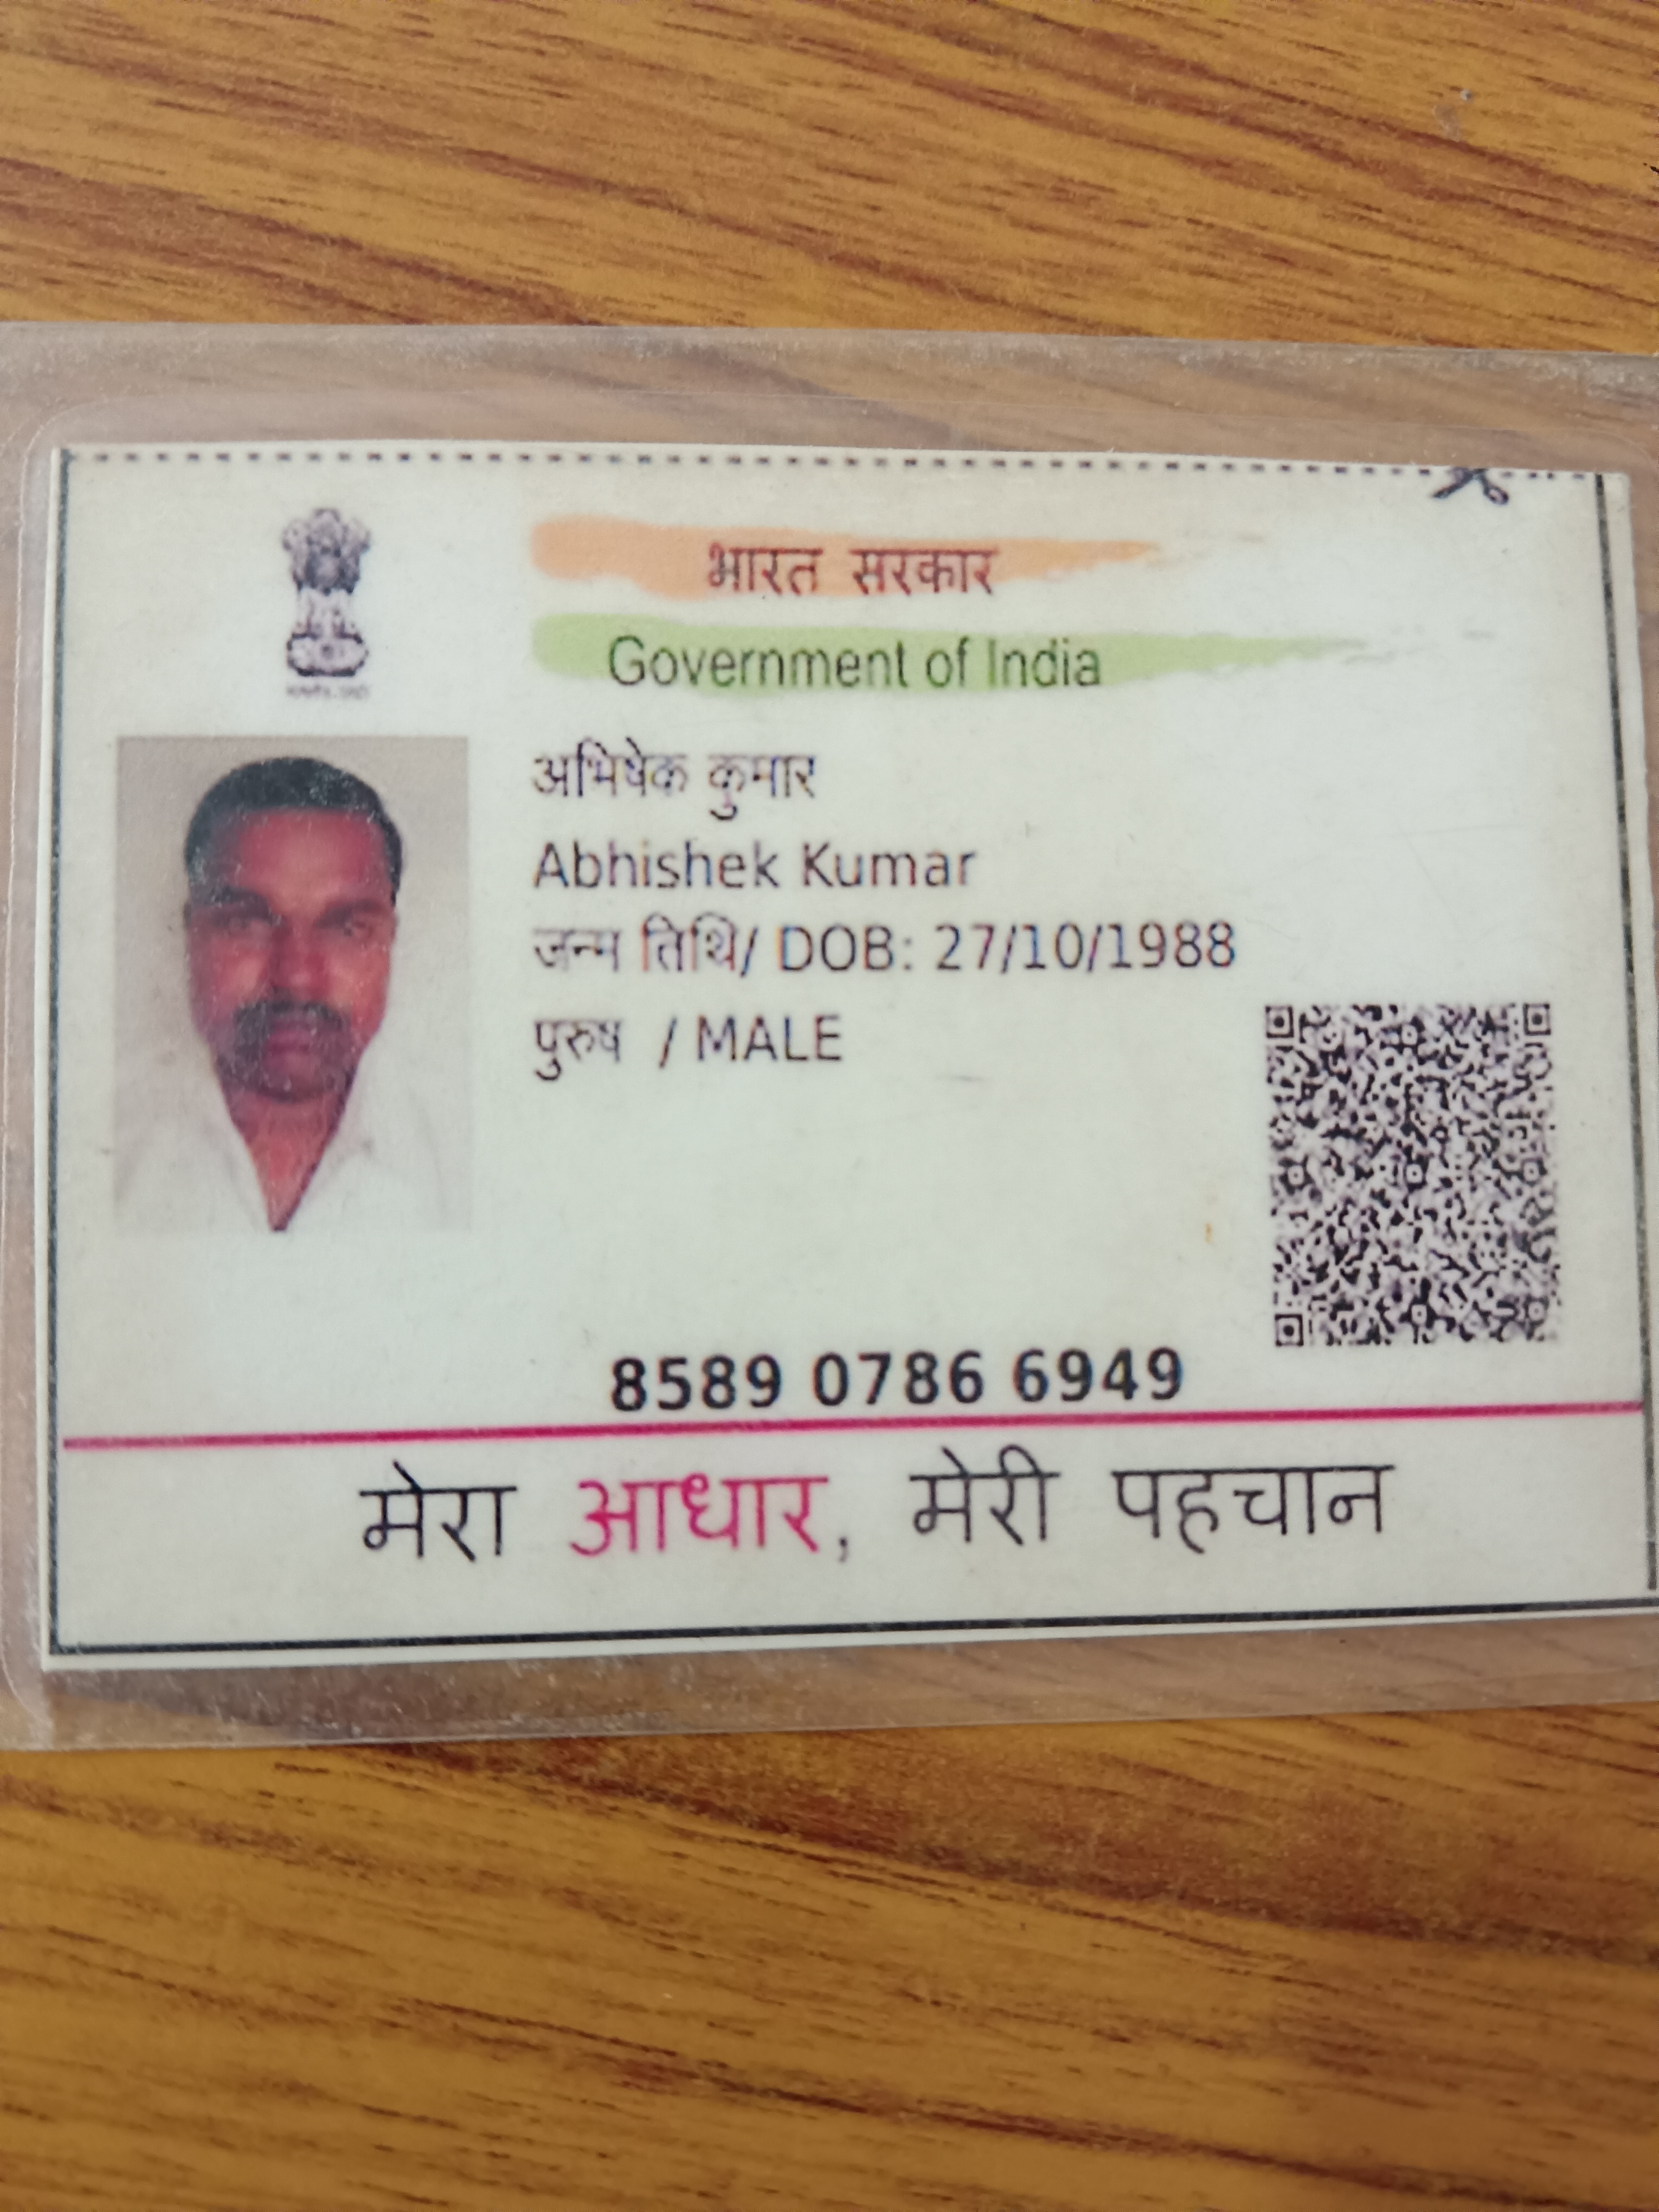 भारत सरकार
Government of India
अभिषेक कुमार
Abhishek Kumar
जन्म तिथि/ DOB: 27/10/1988
पुरुष / MALE
8589 0786 6949
मेरा आधार, मेरी पहचान